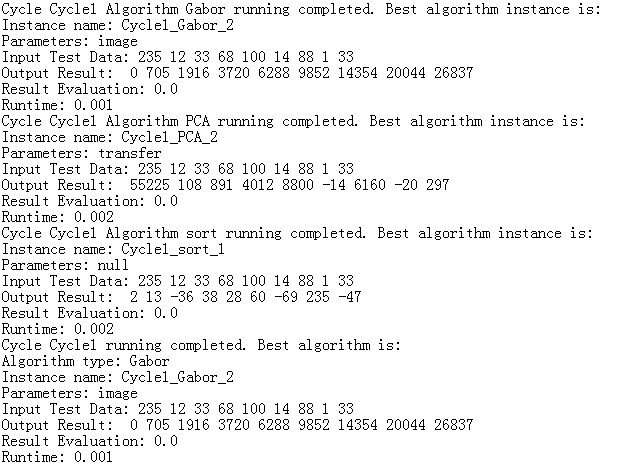 Cycle Cycle1 Algorithm Gabor running completed. Best algorithm instance is:
Instance name: Cycle1_Gabor_2
Parameters: image
Input Test Data: 235 12 33 68 100 14 88 1 33
Output Result:  0 705 1916 3720 6288 9852 14354 20044 26837
Result Evaluation: 0.0
Runtime: 0.001
Cycle Cycle1 Algorithm PCA running completed. Best algorithm instance is:
Instance name: Cycle1_PCA_2
Parameters: transfer
Input Test Data: 235 12 33 68 100 14 88 1 33
Output Result:  55225 108 891 4012 8800 -14 6160 -20 297
Result Evaluation: 0.0
Runtime: 0.002
Cycle Cycle1 Algorithm sort running completed. Best algorithm instance is:
Instance name: Cycle1_sort_1
Parameters: null
Input Test Data: 235 12 33 68 100 14 88 1 33
Output Result:  2 13 -36 38 28 60 -69 235 -47
Result Evaluation: 0.0
Runtime: 0.002
Cycle Cycle1 running completed. Best algorithm is:
Algorithm type: Gabor
Instance name: Cycle1_Gabor_2
Parameters: image
Input Test Data: 235 12 33 68 100 14 88 1 33
Output Result:  0 705 1916 3720 6288 9852 14354 20044 26837
Result Evaluation: 0.0
Runtime: 0.001